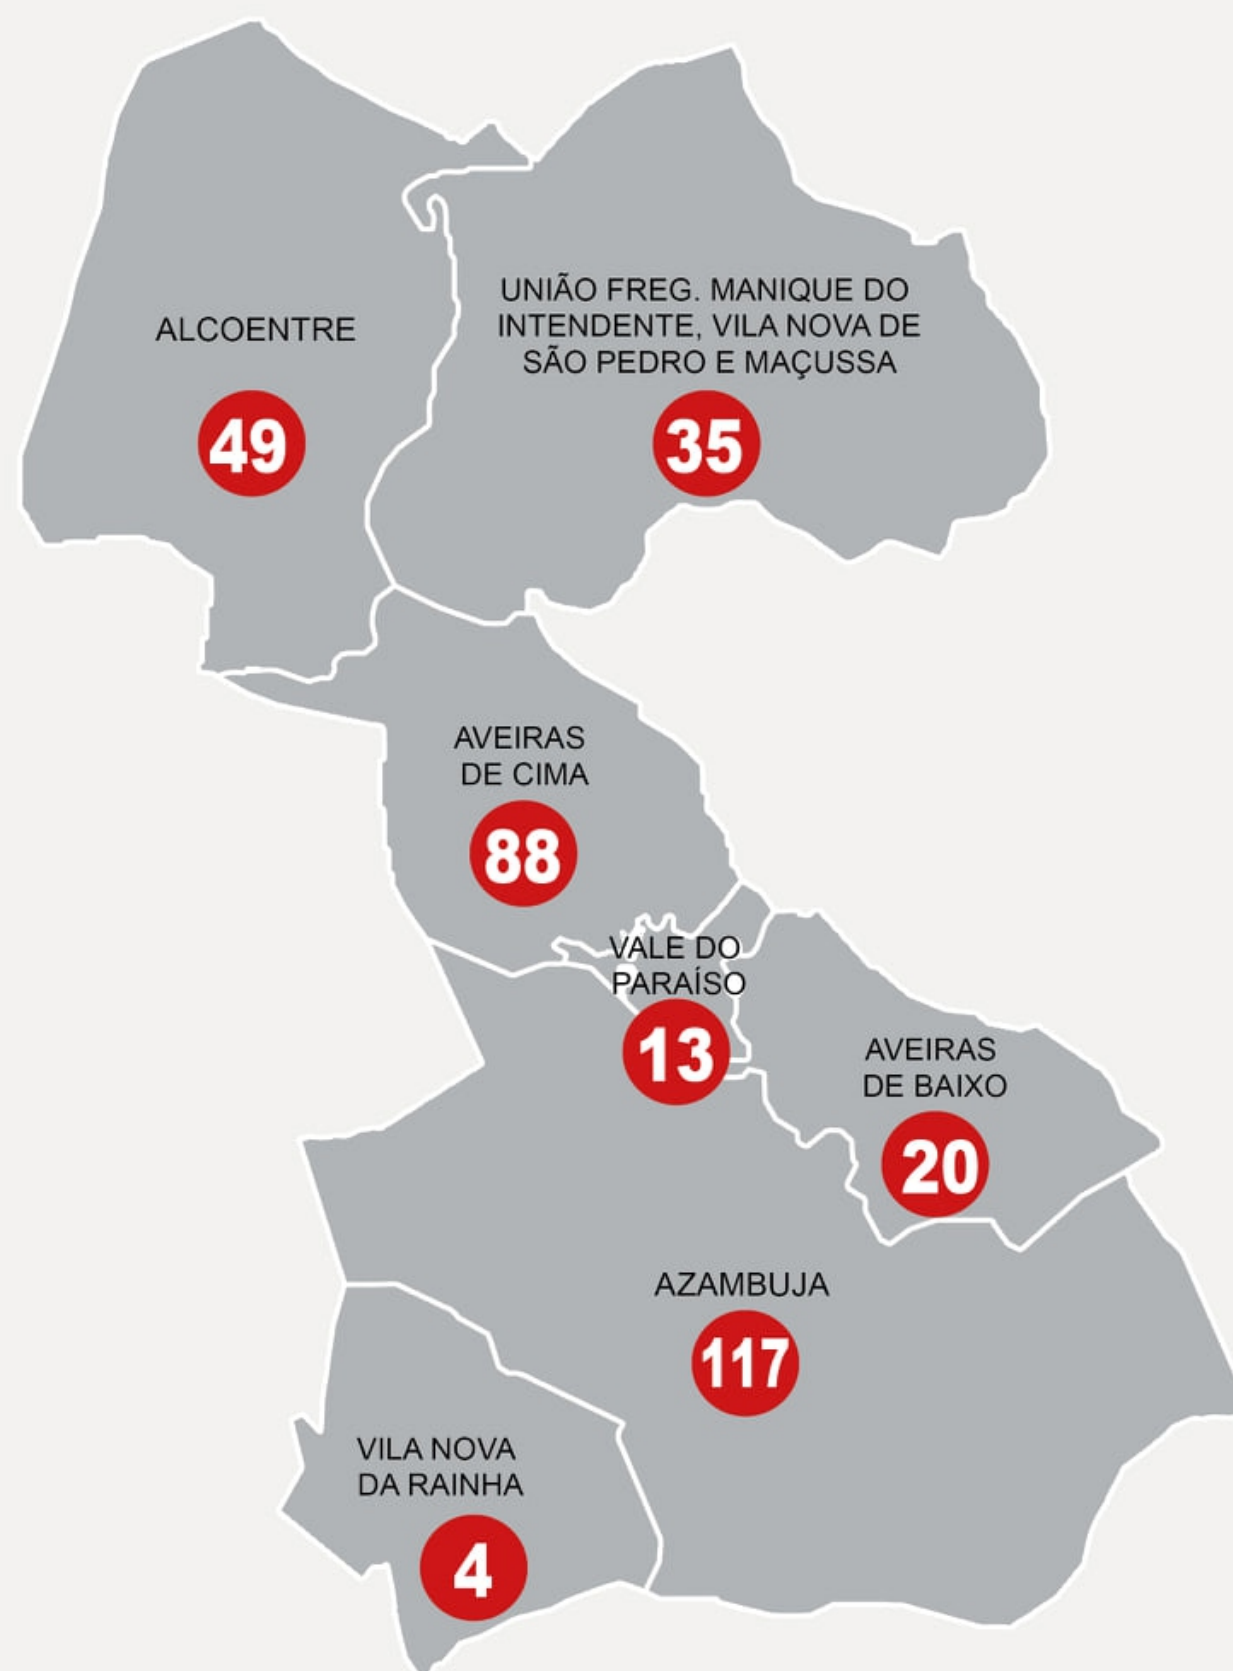 ALCOENTRE
49
UNIÃO FREG. MANIQUE DO
INTENDENTE, VILA NOVA DE
SÃO PEDRO E MAÇUSSA
35
AVEIRAS
DE CIMA
88
VALE DO
PARAÍSO
13
AVEIRAS
DE BAIXO
20
AZAMBUJA
117
VILA NOVA
DA RAINHA
4